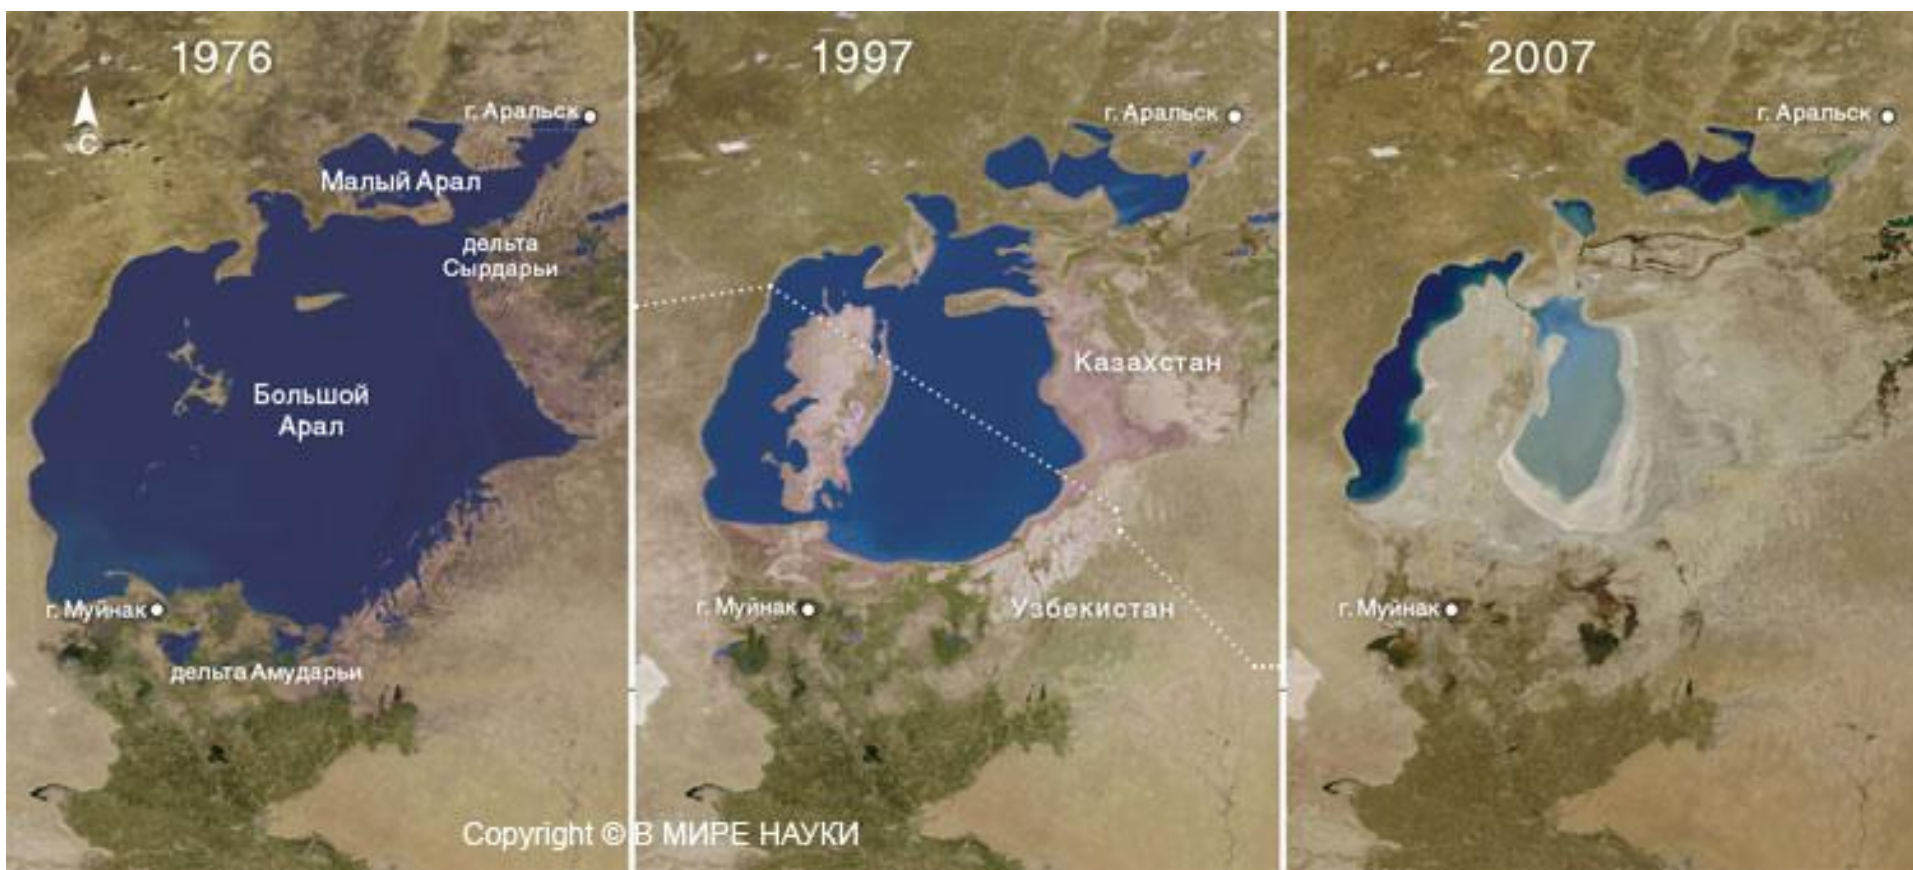 1976
г. Аральск
С
Малый Арал
дельта
Сырдарьи
Большой
Арал
г. Муйнак
дельта Амударьи
1997
г. Аральск
Казахстан
г. Муйнак
Узбекистан
2007
г. Аральск
г. Муйнак
Copyright © В МИРЕ НАУКИ